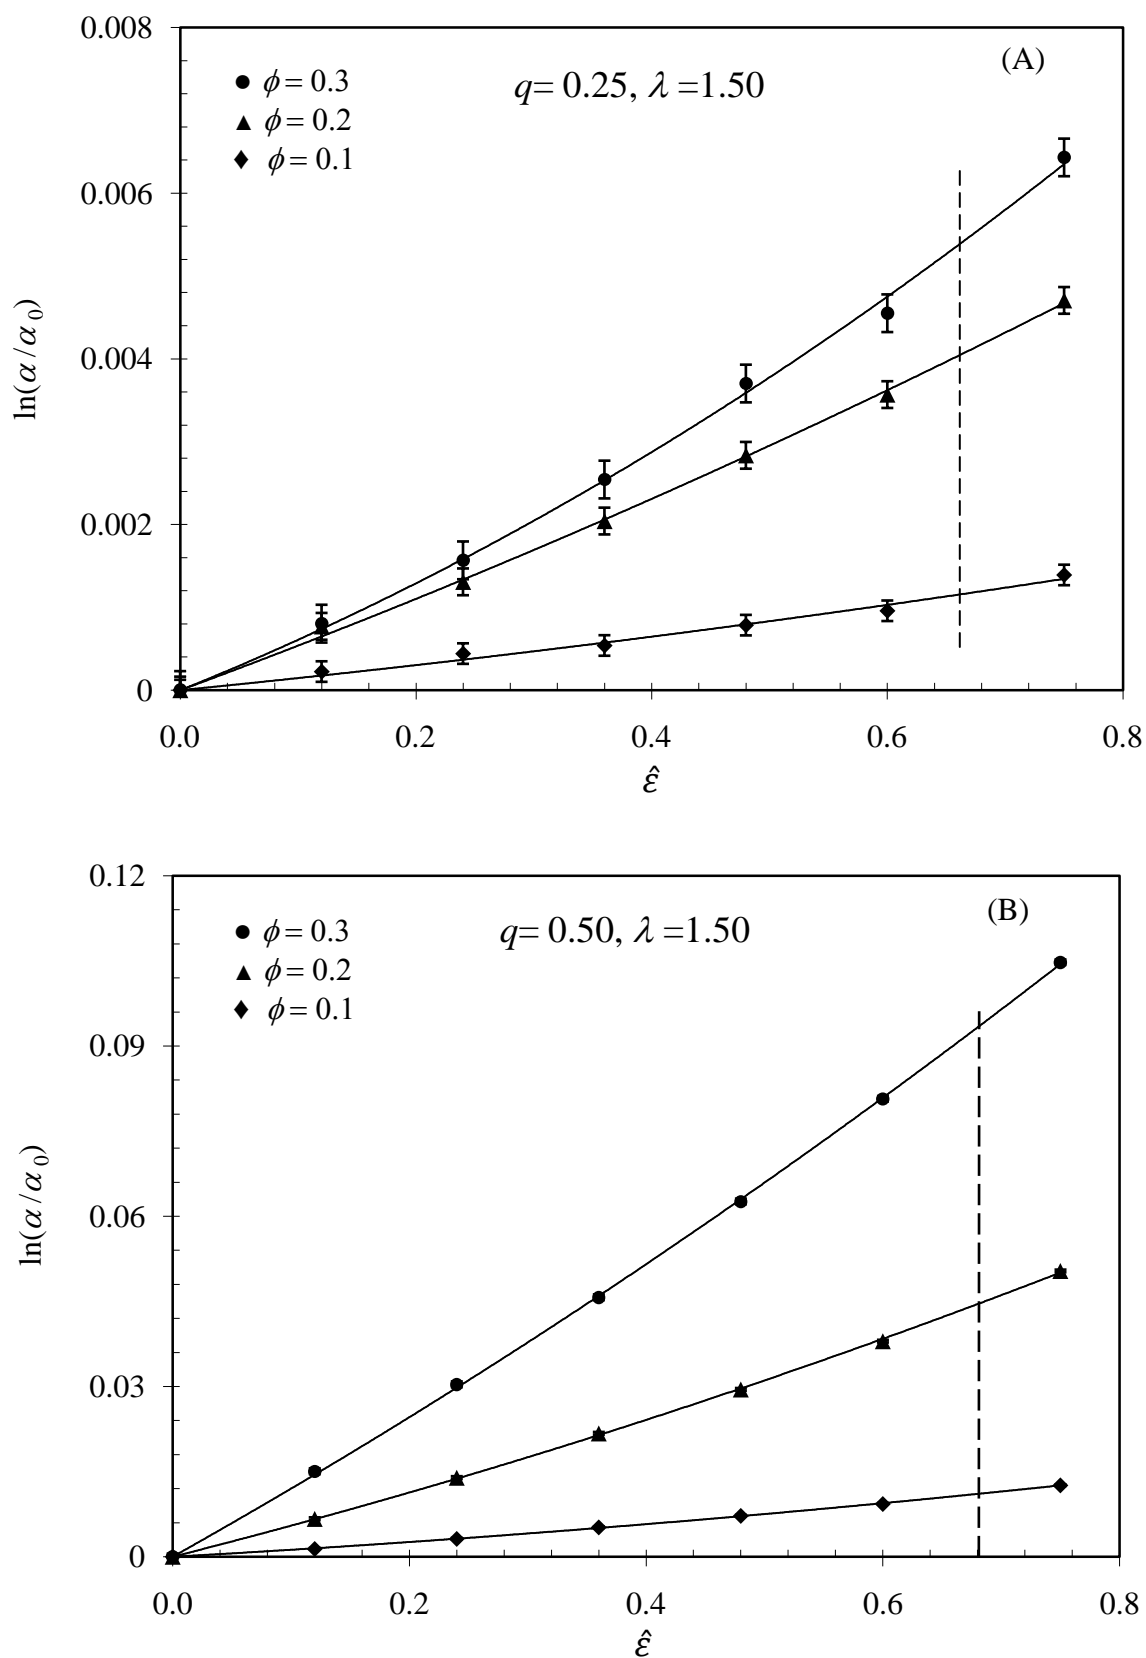 0.008
(A)
ϕ = 0.3
q= 0.25, λ =1.50
ϕ = 0.2
ϕ = 0.1
0.006
ln(α/α₀)
0.004
0.002
0
0.0 0.2 0.4 0.6 0.8
ε̂
0.12
(B)
ϕ = 0.3
q= 0.50, λ =1.50
ϕ = 0.2
ϕ = 0.1
0.09
ln(α/α₀)
0.06
0.03
0
0.0 0.2 0.4 0.6 0.8
ε̂